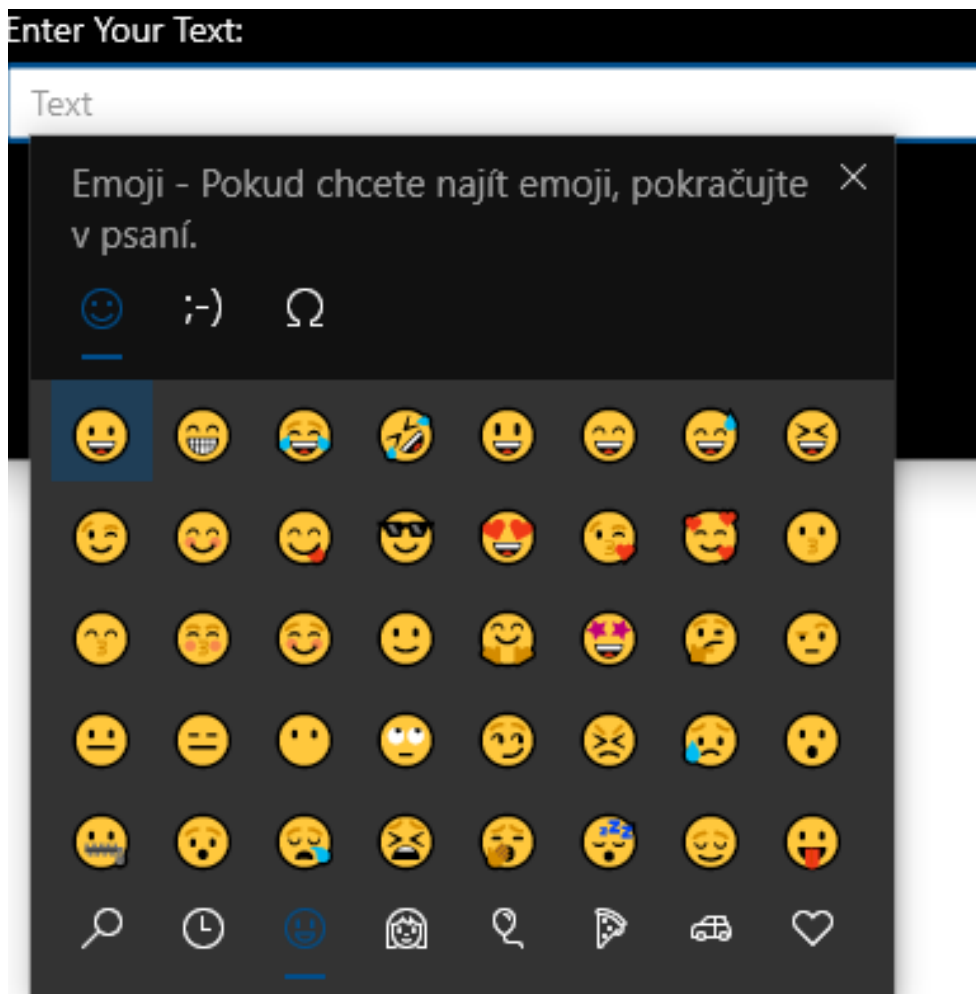 Enter Your Text:
Text
Emoji - Pokud chcete najít emoji, pokračujte
v psaní.
;-)
Ω